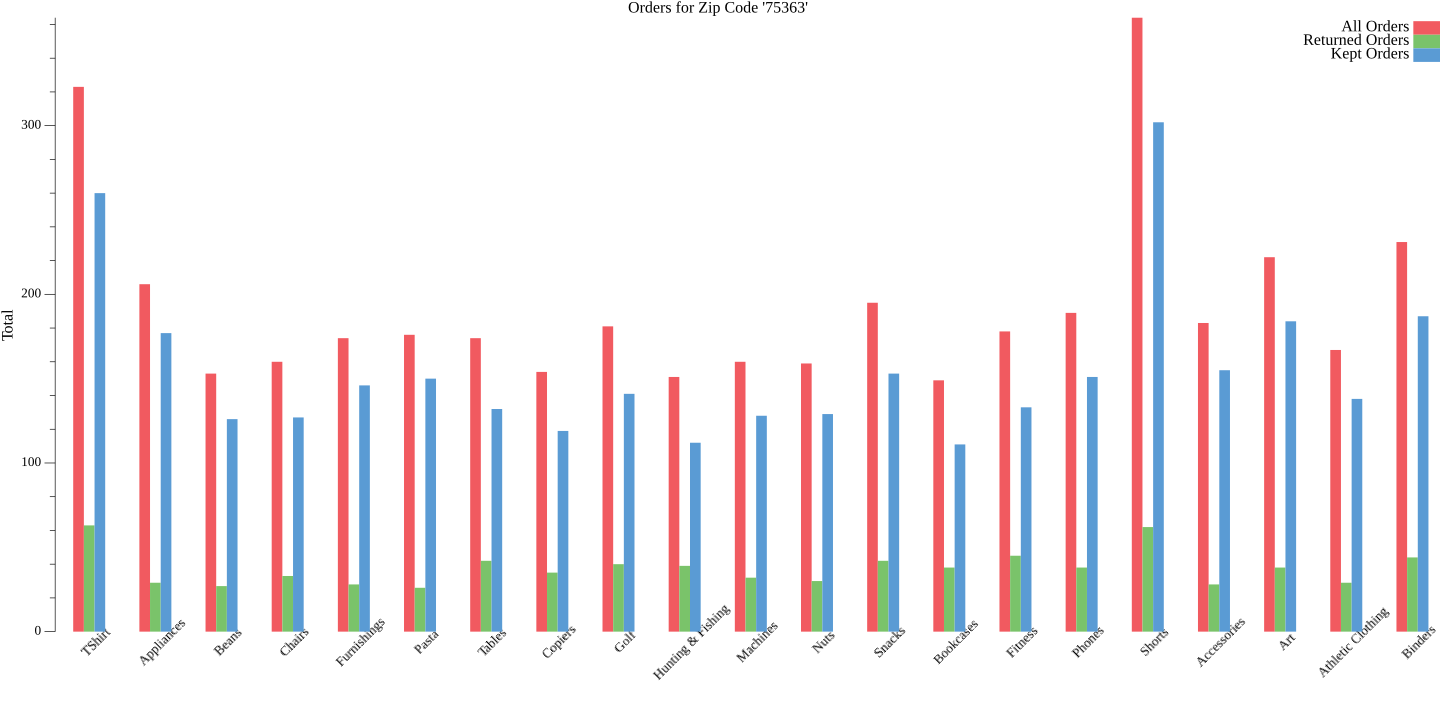 Orders for Zip Code '75363'
All Orders
Returned Orders
Kept Orders
Total
300
200
100
0
TShirt
Appliances
Beans
Chairs
Furnishings
Pasta
Tables
Copiers
Golf
Hunting & Fishing
Machines
Nuts
Snacks
Bookcases
Fitness
Phones
Shorts
Accessories
Art
Athletic Clothing
Binders